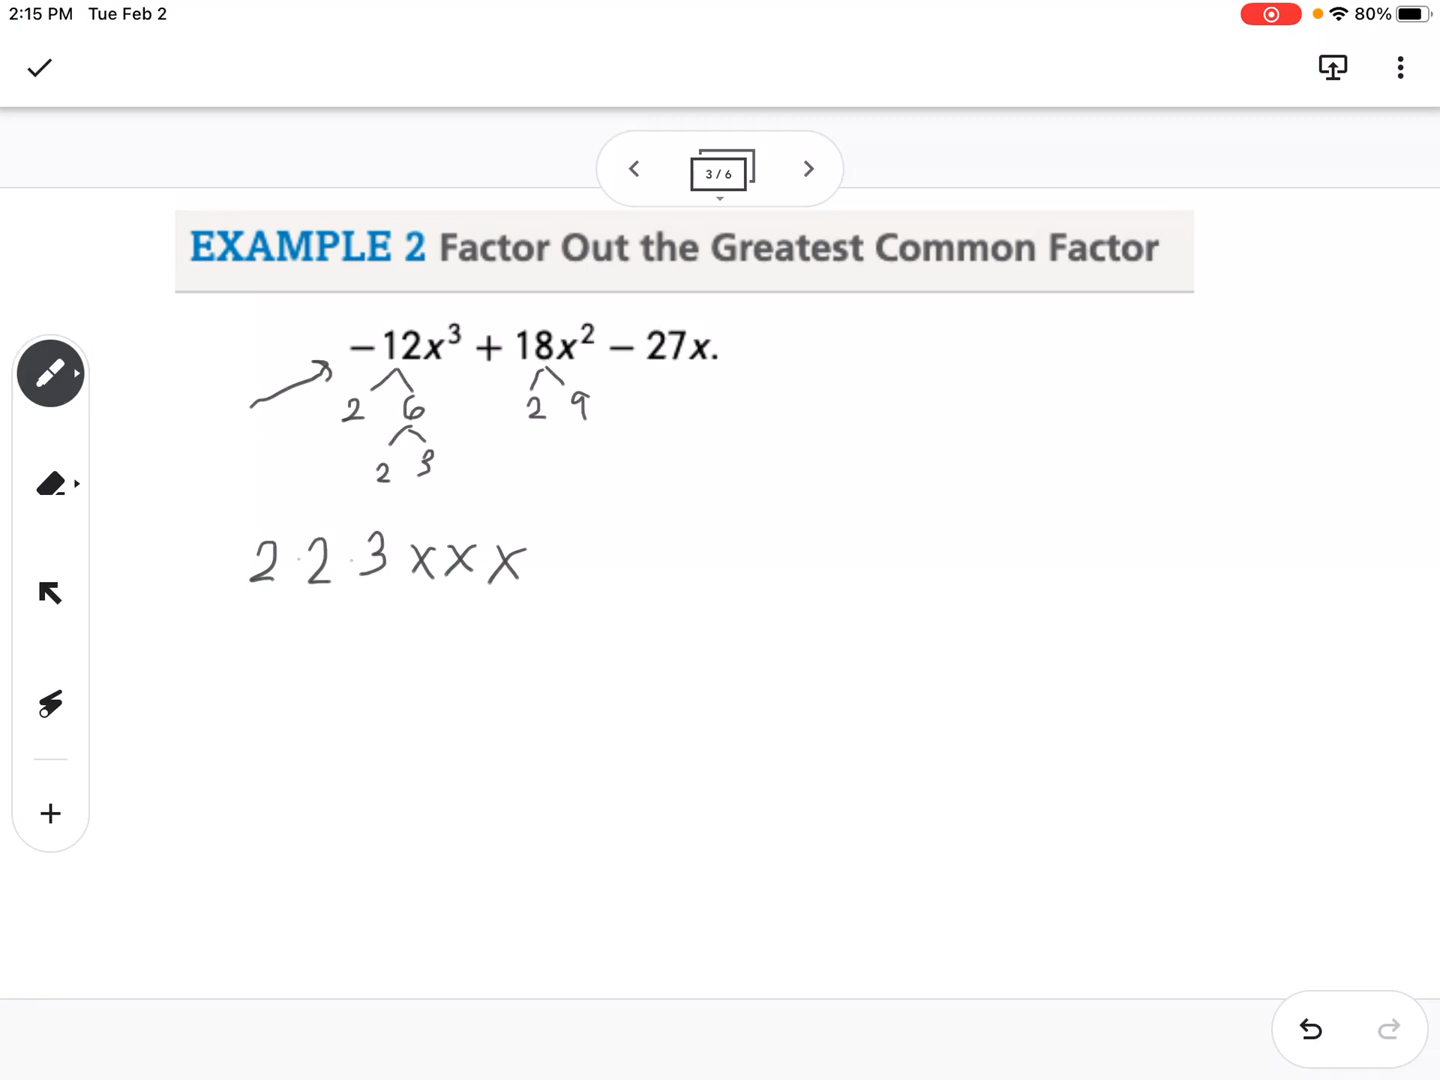 2:15 PM Tue Feb 2
80%
3 / 6
EXAMPLE 2 Factor Out the Greatest Common Factor
−12x³ + 18x² − 27x.
2 6 2 9
2 3
2·2·3xxx